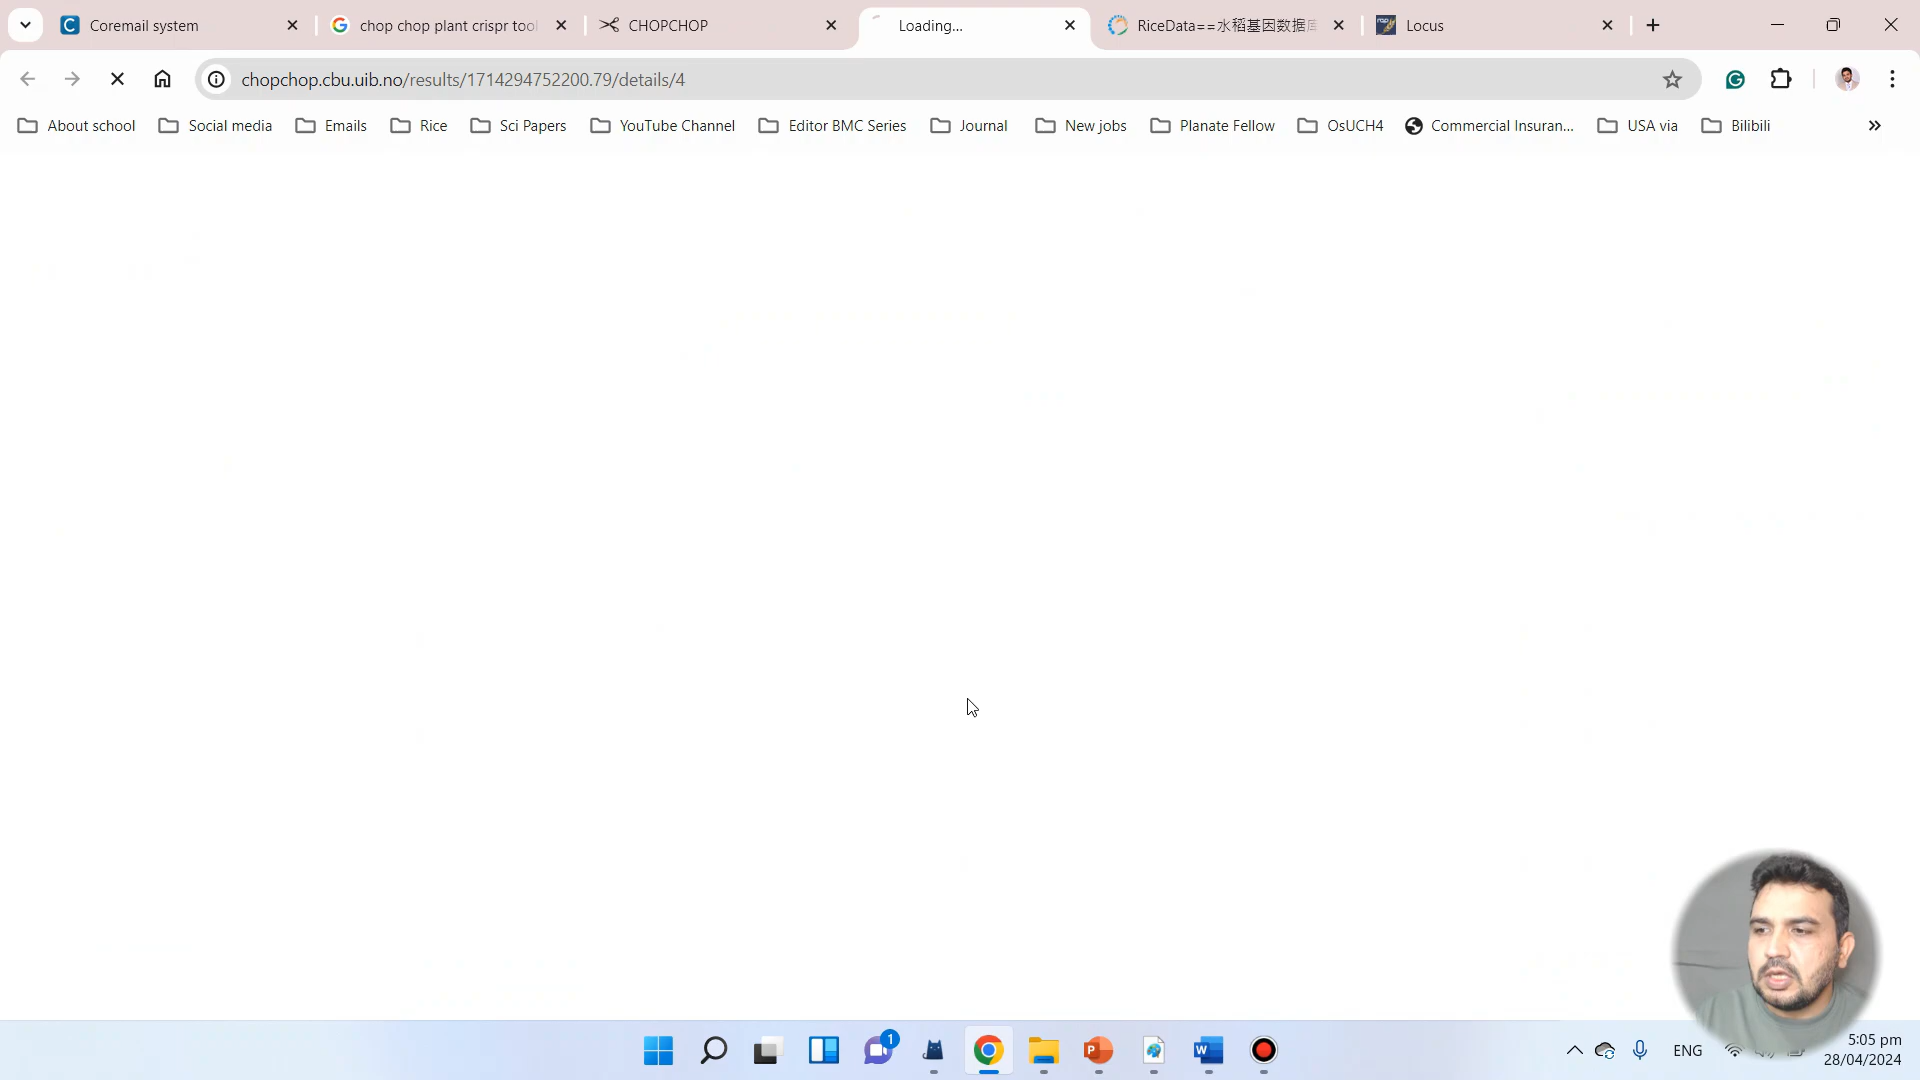 Coremail system
chop chop plant crispr tool
CHOPCHOP
Loading...
RiceData==水稻基因数据库
Locus
chopchop.cbu.uib.no/results/1714294752200.79/details/4
About school
Social media
Emails
Rice
Sci Papers
YouTube Channel
Editor BMC Series
Journal
New jobs
Planate Fellow
OsUCH4
Commercial Insuran...
USA via
Bilibili
1
ENG
5:05 pm
28/04/2024